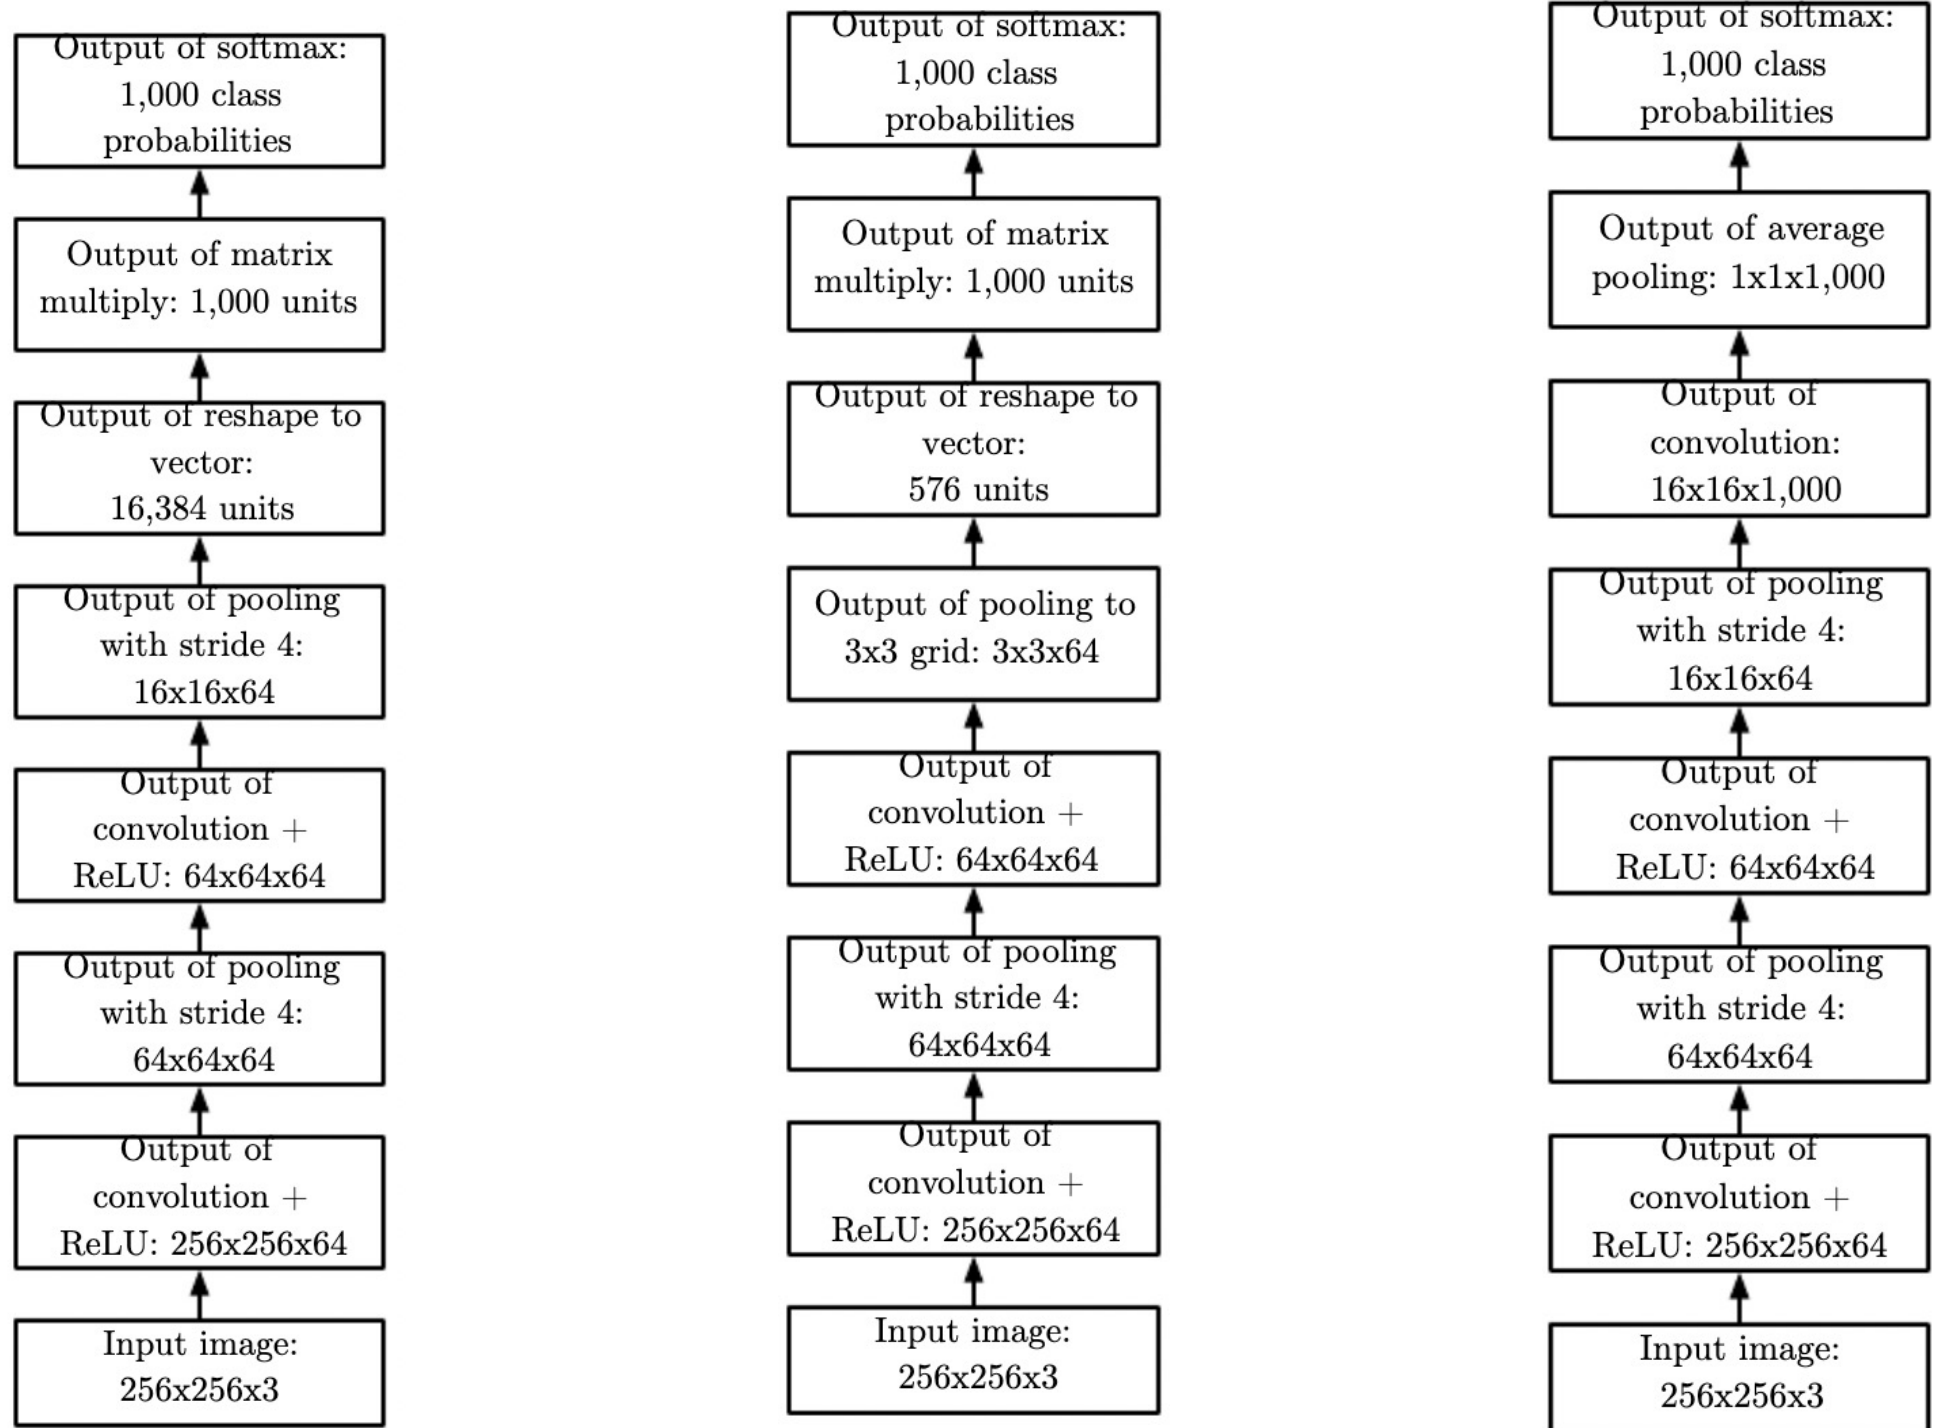 Output of softmax:
1,000 class
probabilities
Output of matrix
multiply: 1,000 units
Output of reshape to
vector:
16,384 units
Output of pooling
with stride 4:
16x16x64
Output of
convolution +
ReLU: 64x64x64
Output of pooling
with stride 4:
64x64x64
Output of
convolution +
ReLU: 256x256x64
Input image:
256x256x3
Output of softmax:
1,000 class
probabilities
Output of matrix
multiply: 1,000 units
Output of reshape to
vector:
576 units
Output of pooling to
3x3 grid: 3x3x64
Output of
convolution +
ReLU: 64x64x64
Output of pooling
with stride 4:
64x64x64
Output of
convolution +
ReLU: 256x256x64
Input image:
256x256x3
Output of softmax:
1,000 class
probabilities
Output of average
pooling: 1x1x1,000
Output of
convolution:
16x16x1,000
Output of pooling
with stride 4:
16x16x64
Output of
convolution +
ReLU: 64x64x64
Output of pooling
with stride 4:
64x64x64
Output of
convolution +
ReLU: 256x256x64
Input image:
256x256x3